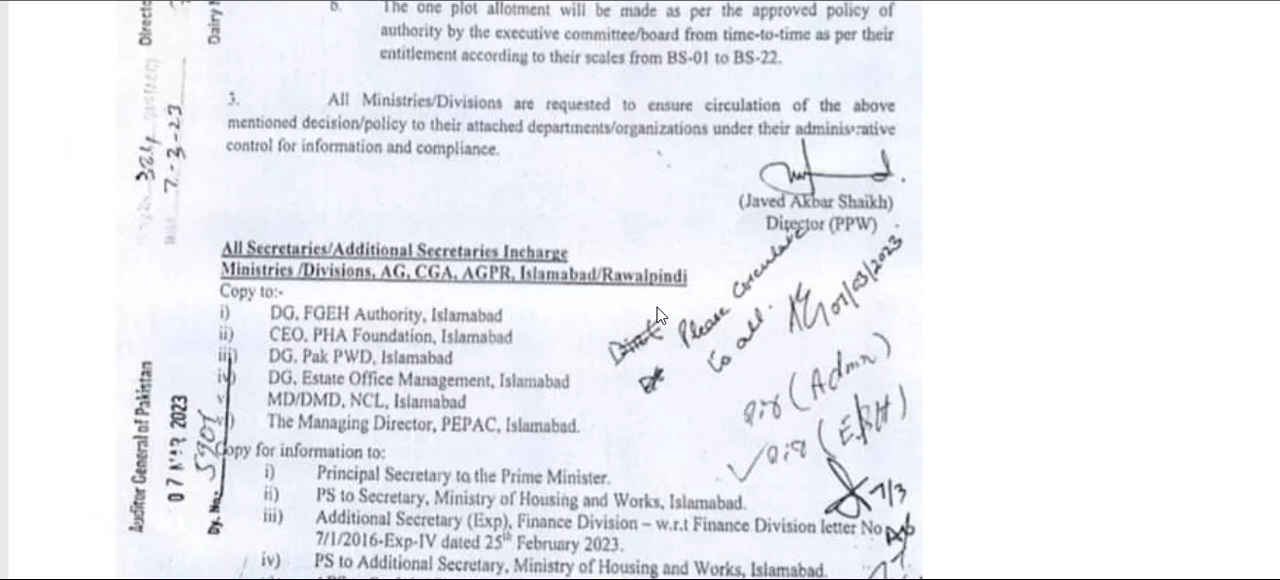 b. The one plot allotment will be made as per the approved policy of
authority by the executive committee/board from time-to-time as per their
entitlement according to their scales from BS-01 to BS-22.
3. All Ministries/Divisions are requested to ensure circulation of the above
mentioned decision/policy to their attached departments/organizations under their administrative
control for information and compliance.
(Javed Akbar Shaikh)
Director (PPW)
All Secretaries/Additional Secretaries Incharge
Ministries /Divisions, AG, CGA, AGPR, Islamabad/Rawalpindi
Copy to:-
i) DG, FGEH Authority, Islamabad
ii) CEO, PHA Foundation, Islamabad
iii) DG, Pak PWD, Islamabad
iv) DG, Estate Office Management, Islamabad
MD/DMD, NCL, Islamabad
) The Managing Director, PEPAC, Islamabad.
Copy for information to:
i) Principal Secretary to the Prime Minister.
ii) PS to Secretary, Ministry of Housing and Works, Islamabad.
iii) Additional Secretary (Exp), Finance Division – w.r.t Finance Division letter No
7/1/2016-Exp-IV dated 25th February 2023.
iv) PS to Additional Secretary, Ministry of Housing and Works, Islamabad.
Please Circulate
to all.
07/03/2023
(Admn)
7/3
324
7-3-23
Auditor General of Pakistan
07 MAR 2023
Dy. No: 5901